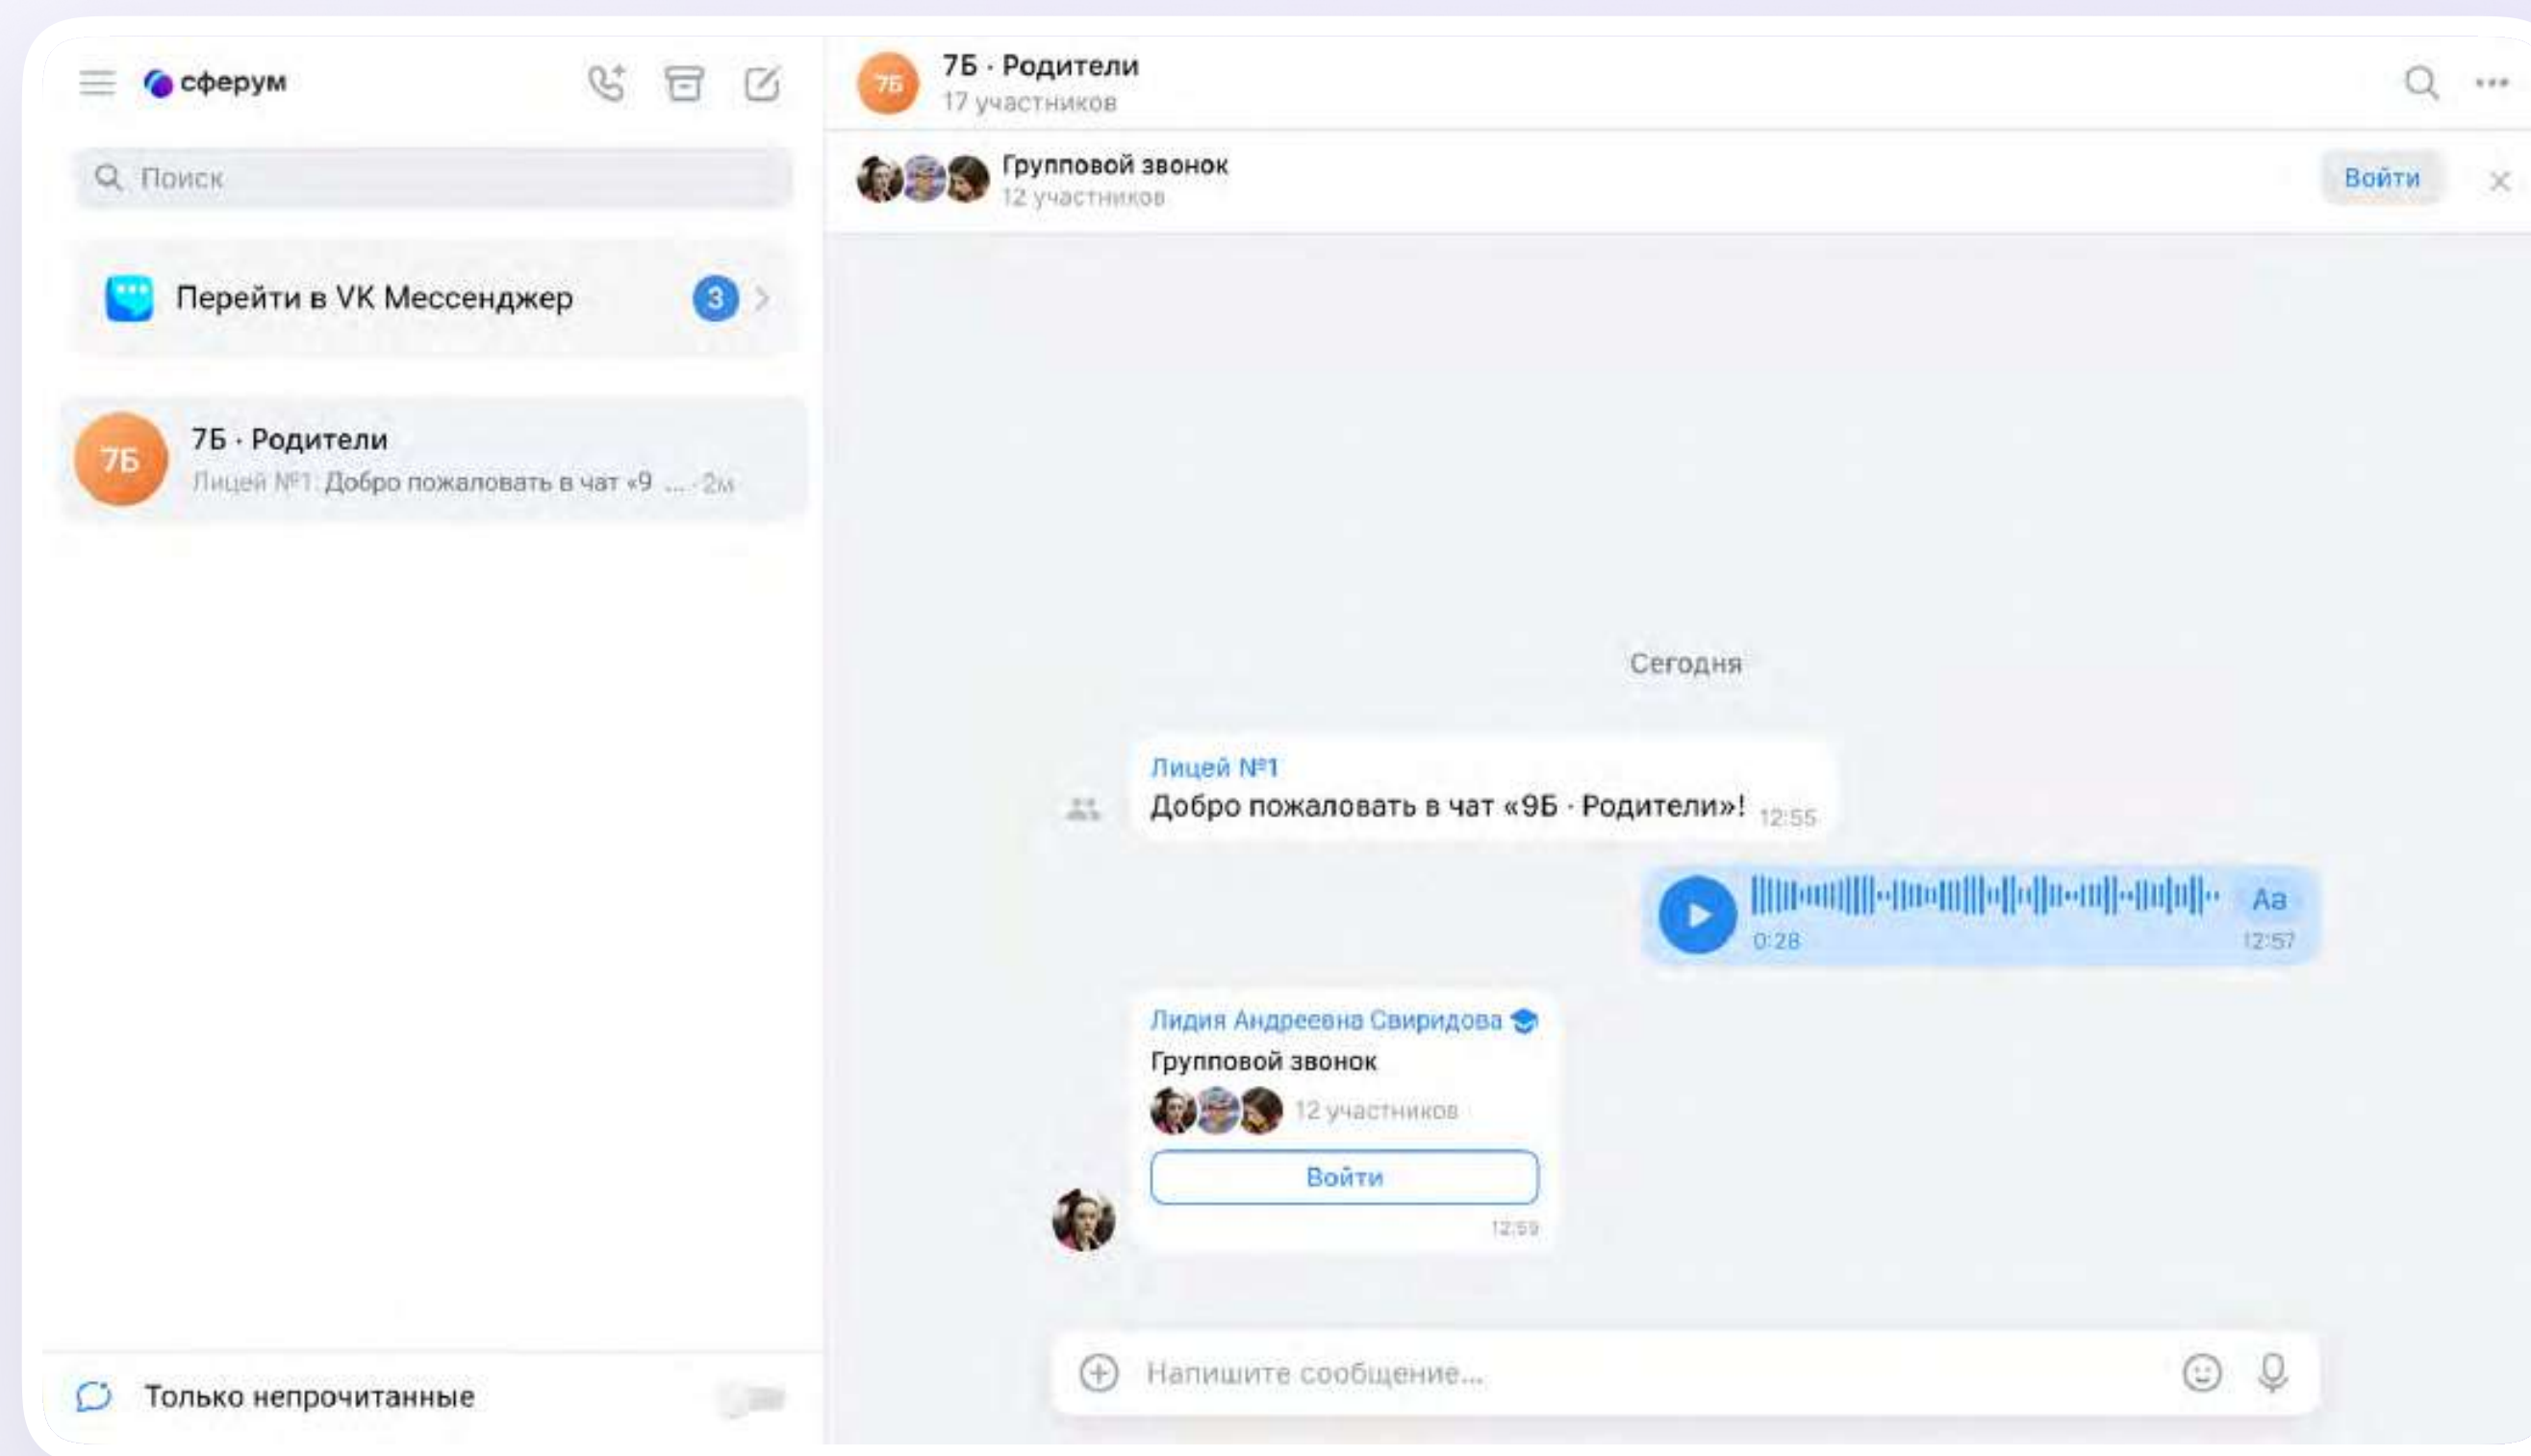 сферум
Поиск
Перейти в VK Мессенджер
3
7Б
7Б · Родители
Лицей №1: Добро пожаловать в чат «9 ... · 2м
Только непрочитанные
7Б
7Б · Родители
17 участников
Групповой звонок
12 участников
Войти
Сегодня
Лицей №1
Добро пожаловать в чат «9Б · Родители»! 12:55
Aa
0:28 12:57
Лидия Андреевна Свиридова
Групповой звонок
12 участников
Войти
12:59
Напишите сообщение...